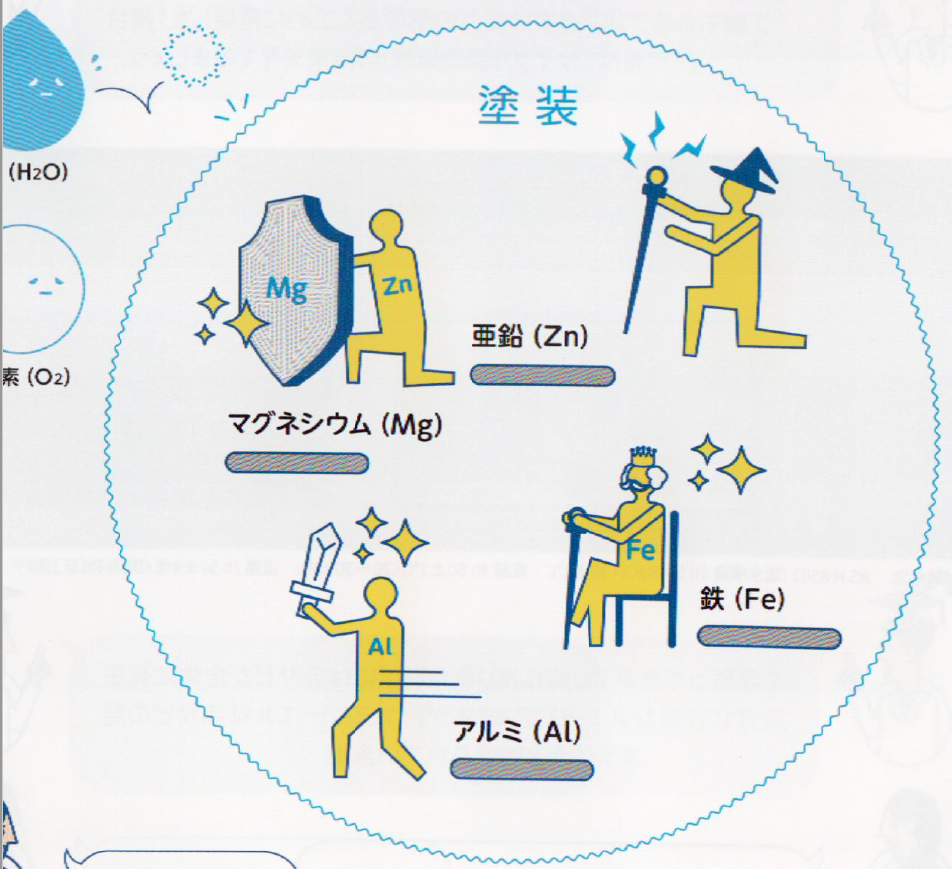 塗装
(H2O)
Mg
Zn
亜鉛 (Zn)
素 (O2)
マグネシウム (Mg)
Fe
鉄 (Fe)
Al
アルミ (Al)